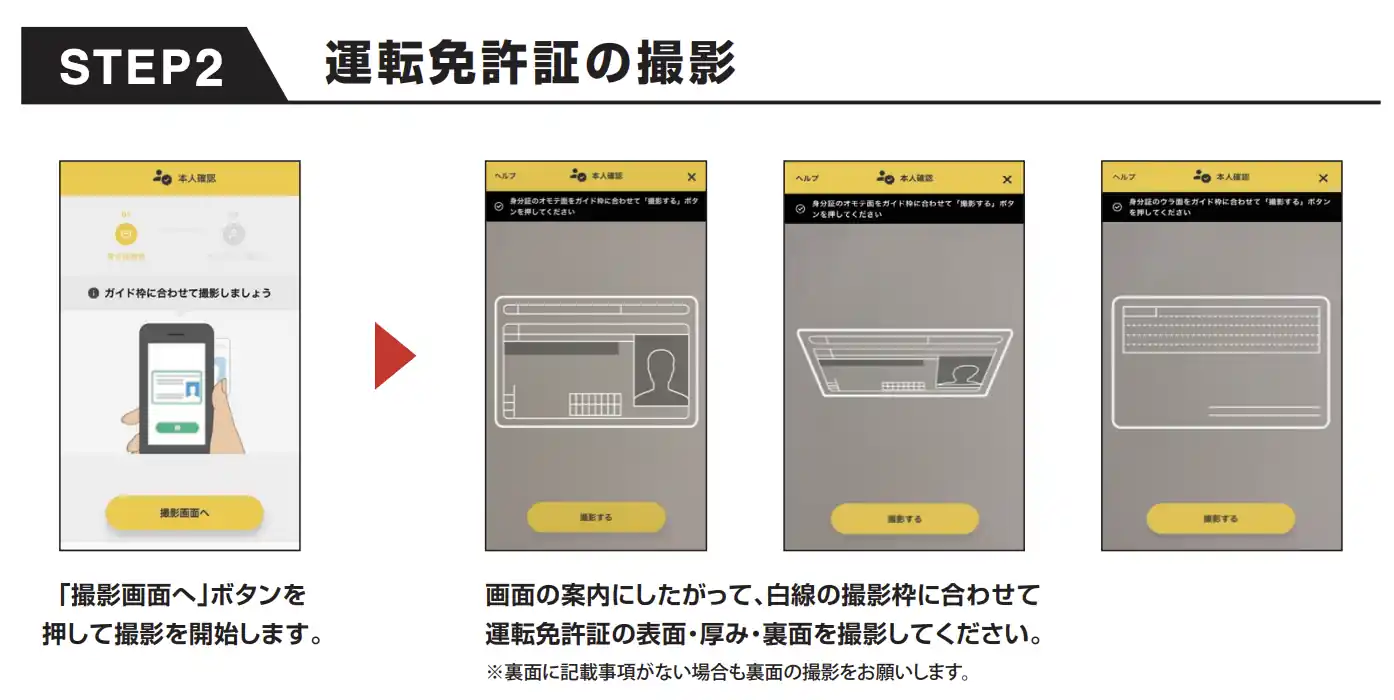 STEP2
運転免許証の撮影
本人確認
ガイド枠に合わせて撮影しましょう
撮影画面へ
「撮影画面へ」ボタンを
押して撮影を開始します。
ヘルプ
本人確認
身分証のオモテ面をガイド枠に合わせて「撮影する」ボタ
ンを押してください
撮影する
ヘルプ
本人確認
身分証のオモテ面をガイド枠に合わせて「撮影する」ボタ
ンを押してください
撮影する
ヘルプ
本人確認
身分証のウラ面をガイド枠に合わせて「撮影する」ボタン
を押してください
撮影する
画面の案内にしたがって、白線の撮影枠に合わせて
運転免許証の表面・厚み・裏面を撮影してください。
※裏面に記載事項がない場合も裏面の撮影をお願いします。